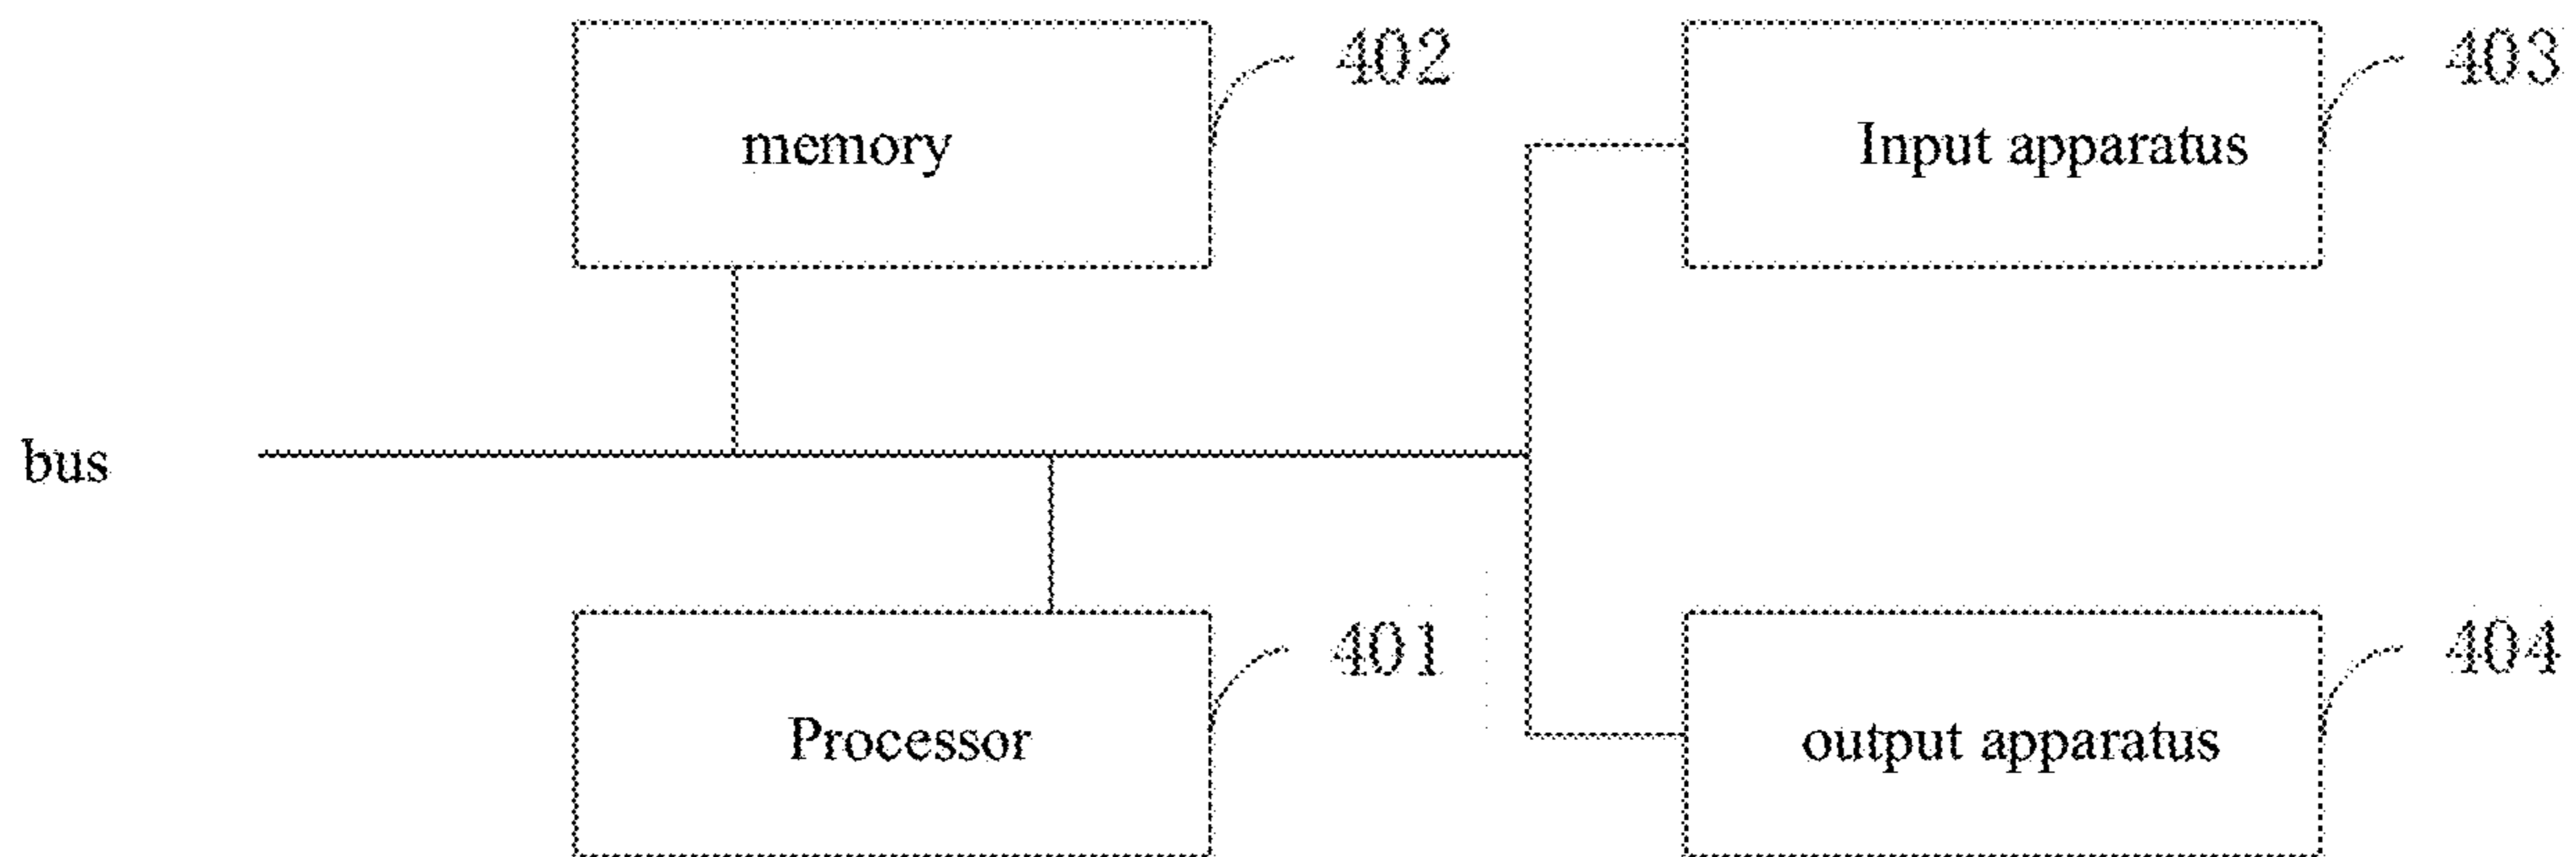 402
403
memory
Input apparatus
bus
401
404
Processor
output apparatus